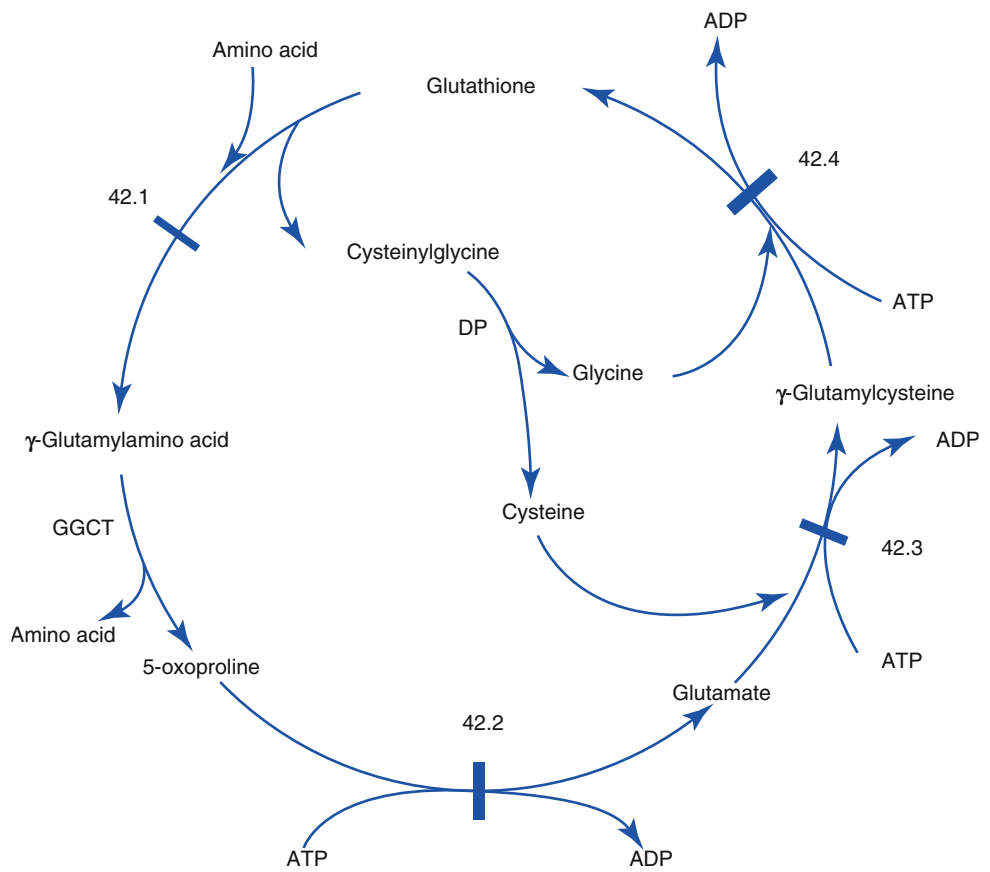 ADP
Amino acid
Glutathione
42.4
42.1
Cysteinylglycine
ATP
DP
Glycine
γ-Glutamylcysteine
γ-Glutamylamino acid
ADP
Cysteine
GGCT
42.3
Amino acid
ATP
5-oxoproline
Glutamate
42.2
ATP
ADP